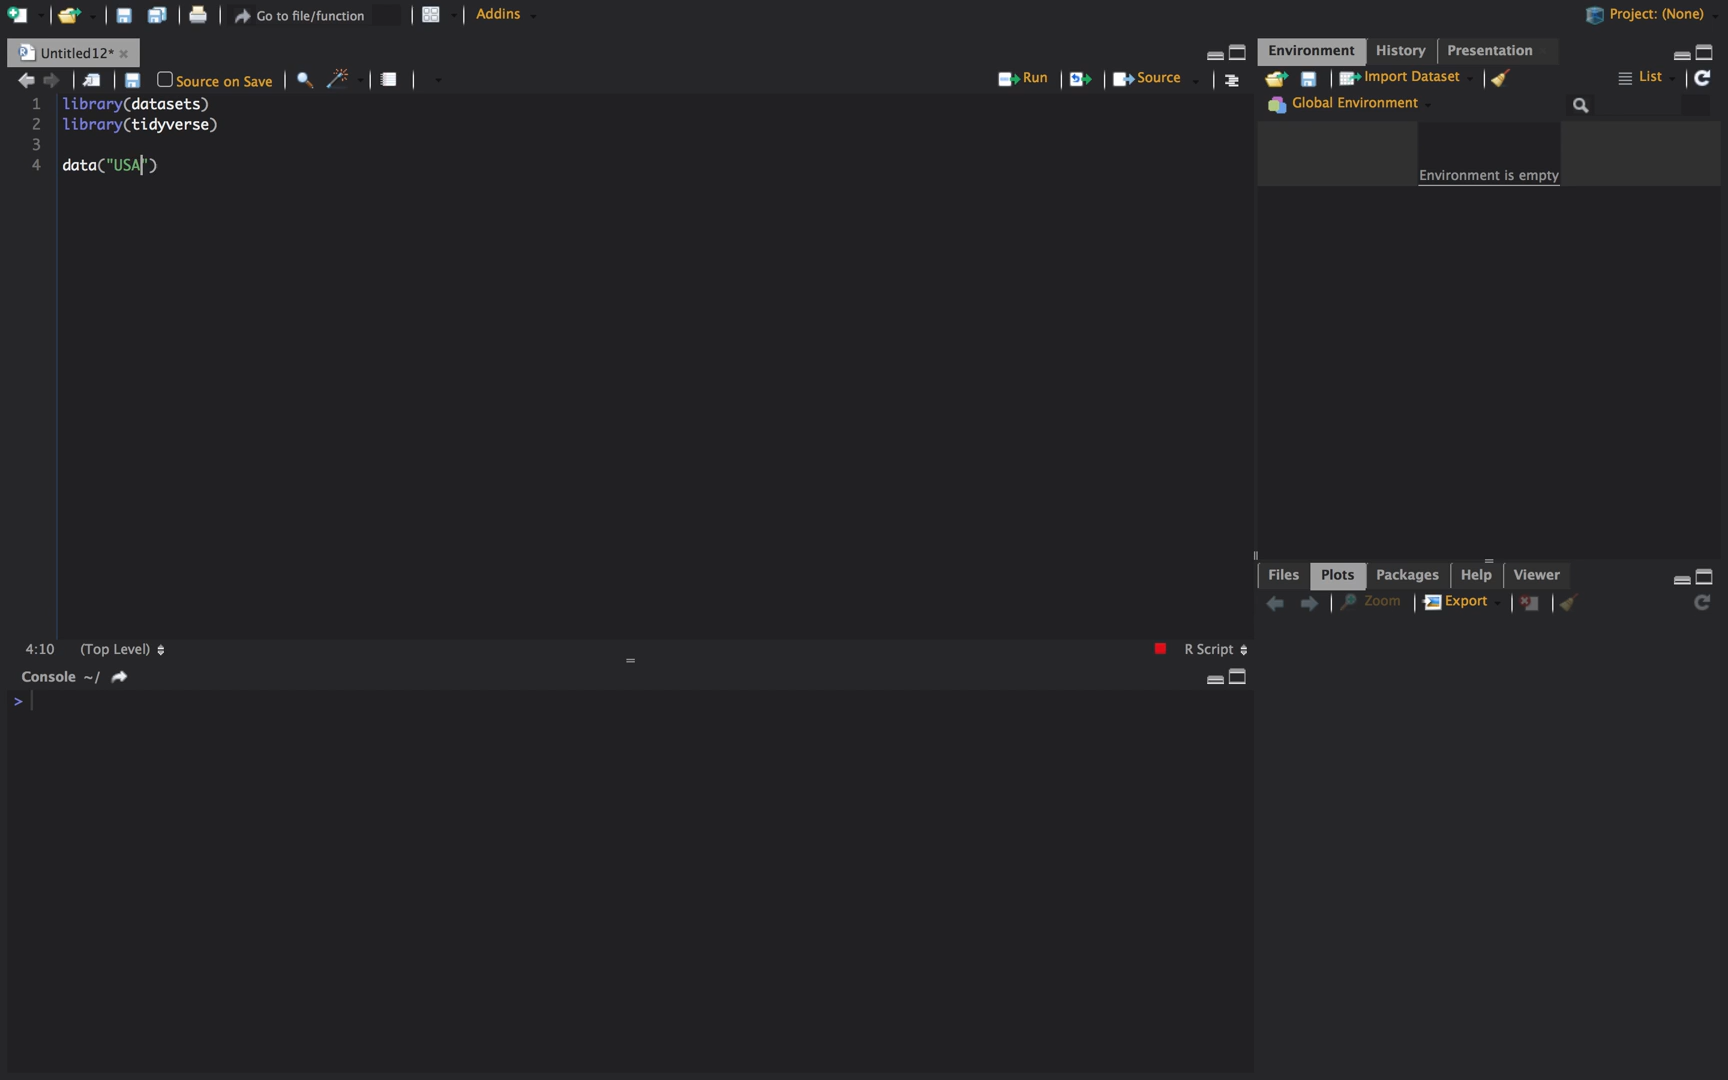 Go to file/function
Addins
Project: (None)
Untitled12*
Source on Save
Run
Source
1 library(datasets)
2 library(tidyverse)
3
4 data("USA")
4:10 (Top Level)
R Script
Console ~/
>
Environment History Presentation
Import Dataset
List
Global Environment
Environment is empty
Files Plots Packages Help Viewer
Zoom
Export